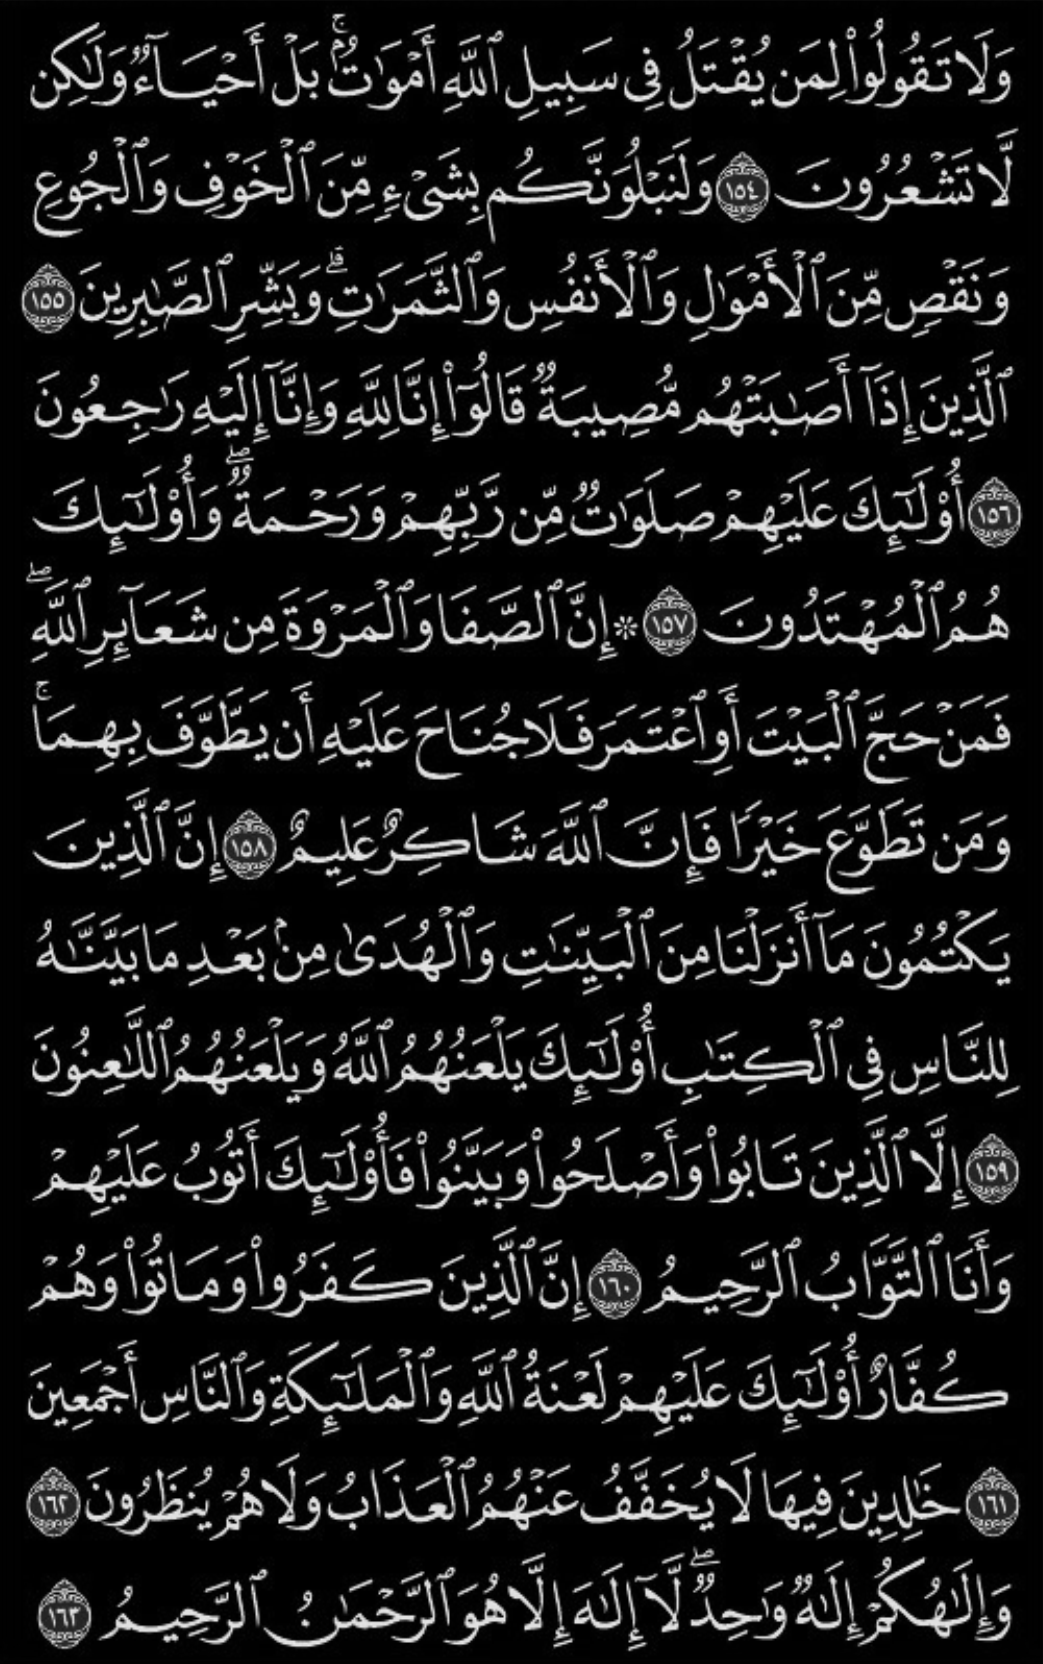 وَلَا تَقُولُوا۟ لِمَن يُقْتَلُ فِى سَبِيلِ ٱللَّهِ أَمْوَٰتٌۢ ۚ بَلْ أَحْيَآءٌ وَلَـٰكِن
لَّا تَشْعُرُونَ ١٥٤ وَلَنَبْلُوَنَّكُم بِشَىْءٍ مِّنَ ٱلْخَوْفِ وَٱلْجُوعِ
وَنَقْصٍ مِّنَ ٱلْأَمْوَٰلِ وَٱلْأَنفُسِ وَٱلثَّمَرَٰتِ ۗ وَبَشِّرِ ٱلصَّـٰبِرِينَ ١٥٥
ٱلَّذِينَ إِذَآ أَصَـٰبَتْهُم مُّصِيبَةٌ قَالُوٓا۟ إِنَّا لِلَّهِ وَإِنَّآ إِلَيْهِ رَٰجِعُونَ
١٥٦ أُو۟لَـٰٓئِكَ عَلَيْهِمْ صَلَوَٰتٌ مِّن رَّبِّهِمْ وَرَحْمَةٌ ۖ وَأُو۟لَـٰٓئِكَ
هُمُ ٱلْمُهْتَدُونَ ١٥٧ * إِنَّ ٱلصَّفَا وَٱلْمَرْوَةَ مِن شَعَآئِرِ ٱللَّهِ ۖ
فَمَنْ حَجَّ ٱلْبَيْتَ أَوِ ٱعْتَمَرَ فَلَا جُنَاحَ عَلَيْهِ أَن يَطَّوَّفَ بِهِمَا ۚ
وَمَن تَطَوَّعَ خَيْرًا فَإِنَّ ٱللَّهَ شَاكِرٌ عَلِيمٌ ١٥٨ إِنَّ ٱلَّذِينَ
يَكْتُمُونَ مَآ أَنزَلْنَا مِنَ ٱلْبَيِّنَـٰتِ وَٱلْهُدَىٰ مِنۢ بَعْدِ مَا بَيَّنَّـٰهُ
لِلنَّاسِ فِى ٱلْكِتَـٰبِ أُو۟لَـٰٓئِكَ يَلْعَنُهُمُ ٱللَّهُ وَيَلْعَنُهُمُ ٱللَّـٰعِنُونَ
١٥٩ إِلَّا ٱلَّذِينَ تَابُوا۟ وَأَصْلَحُوا۟ وَبَيَّنُوا۟ فَأُو۟لَـٰٓئِكَ أَتُوبُ عَلَيْهِمْ
وَأَنَا ٱلتَّوَّابُ ٱلرَّحِيمُ ١٦٠ إِنَّ ٱلَّذِينَ كَفَرُوا۟ وَمَاتُوا۟ وَهُمْ
كُفَّارٌ أُو۟لَـٰٓئِكَ عَلَيْهِمْ لَعْنَةُ ٱللَّهِ وَٱلْمَلَـٰٓئِكَةِ وَٱلنَّاسِ أَجْمَعِينَ
١٦١ خَـٰلِدِينَ فِيهَا لَا يُخَفَّفُ عَنْهُمُ ٱلْعَذَابُ وَلَا هُمْ يُنظَرُونَ ١٦٢
وَإِلَـٰهُكُمْ إِلَـٰهٌ وَٰحِدٌ ۖ لَّآ إِلَـٰهَ إِلَّا هُوَ ٱلرَّحْمَـٰنُ ٱلرَّحِيمُ ١٦٣